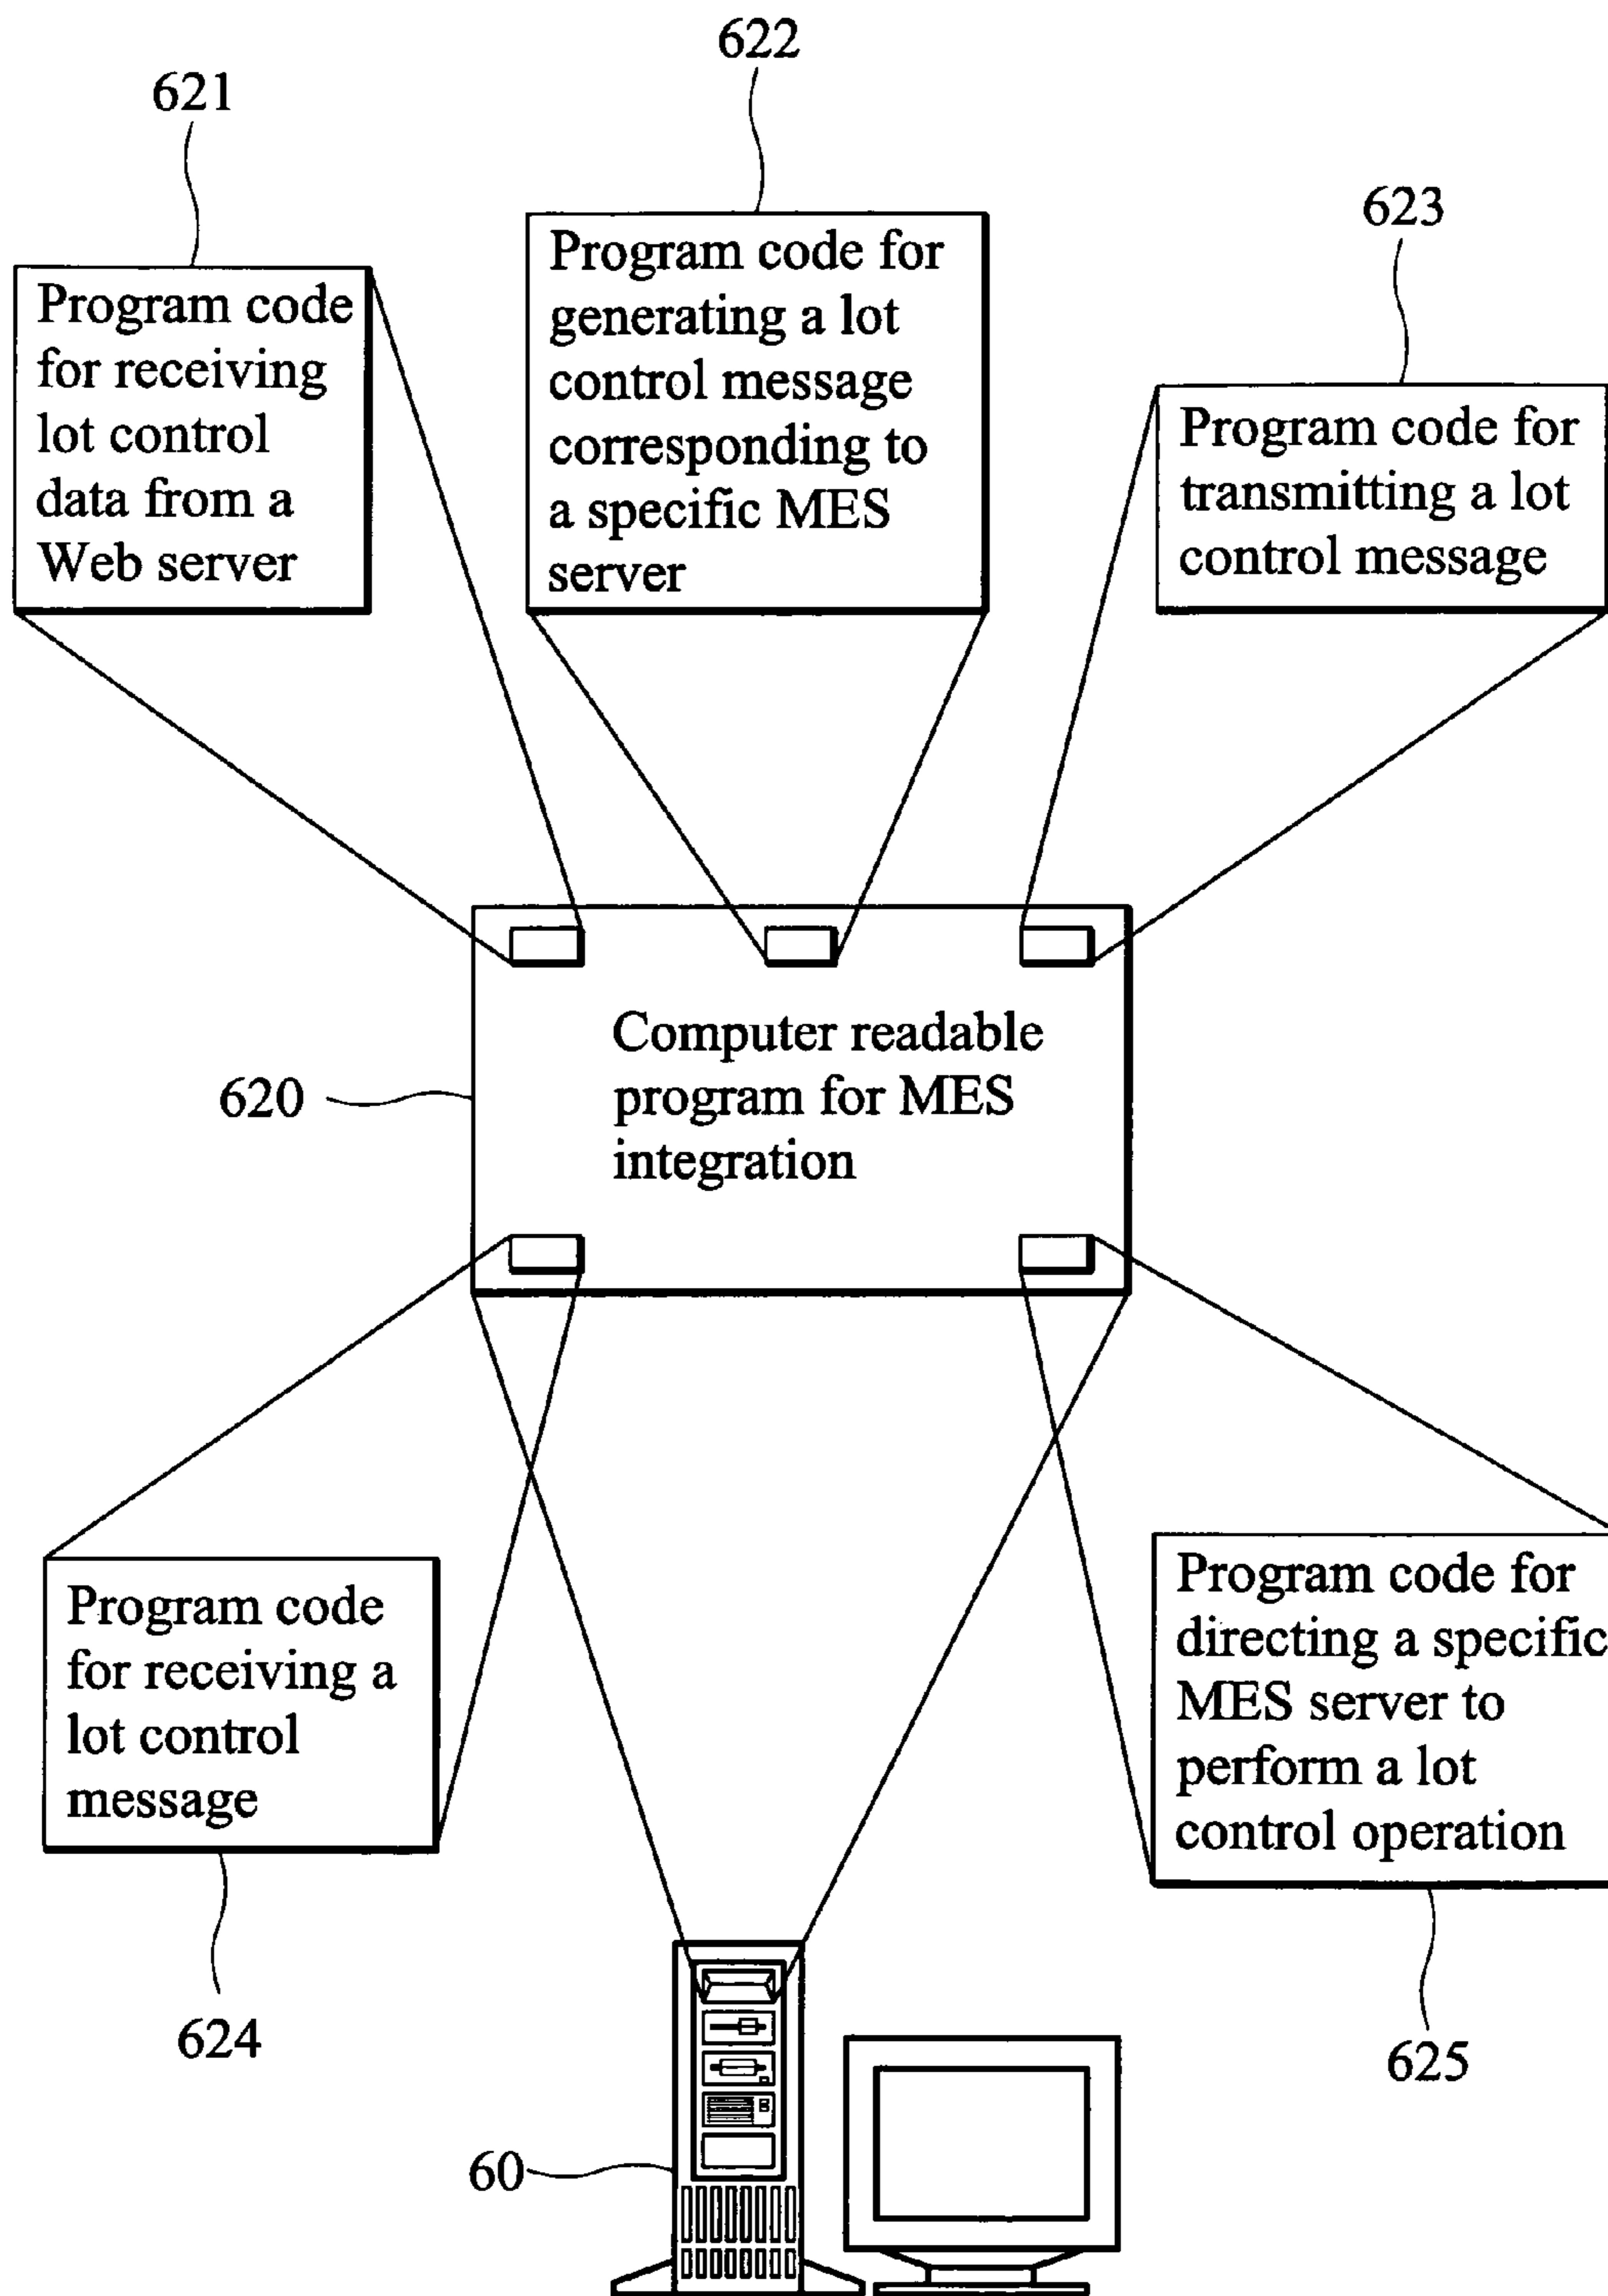 622
621
623
Program code for
generating a lot
control message
corresponding to
a specific MES
server
Program code
for receiving
lot control
data from a
Web server
Program code for
transmitting a lot
control message
Computer readable
program for MES
integration
620
Program code
for receiving a
lot control
message
Program code for
directing a specific
MES server to
perform a lot
control operation
624
625
60